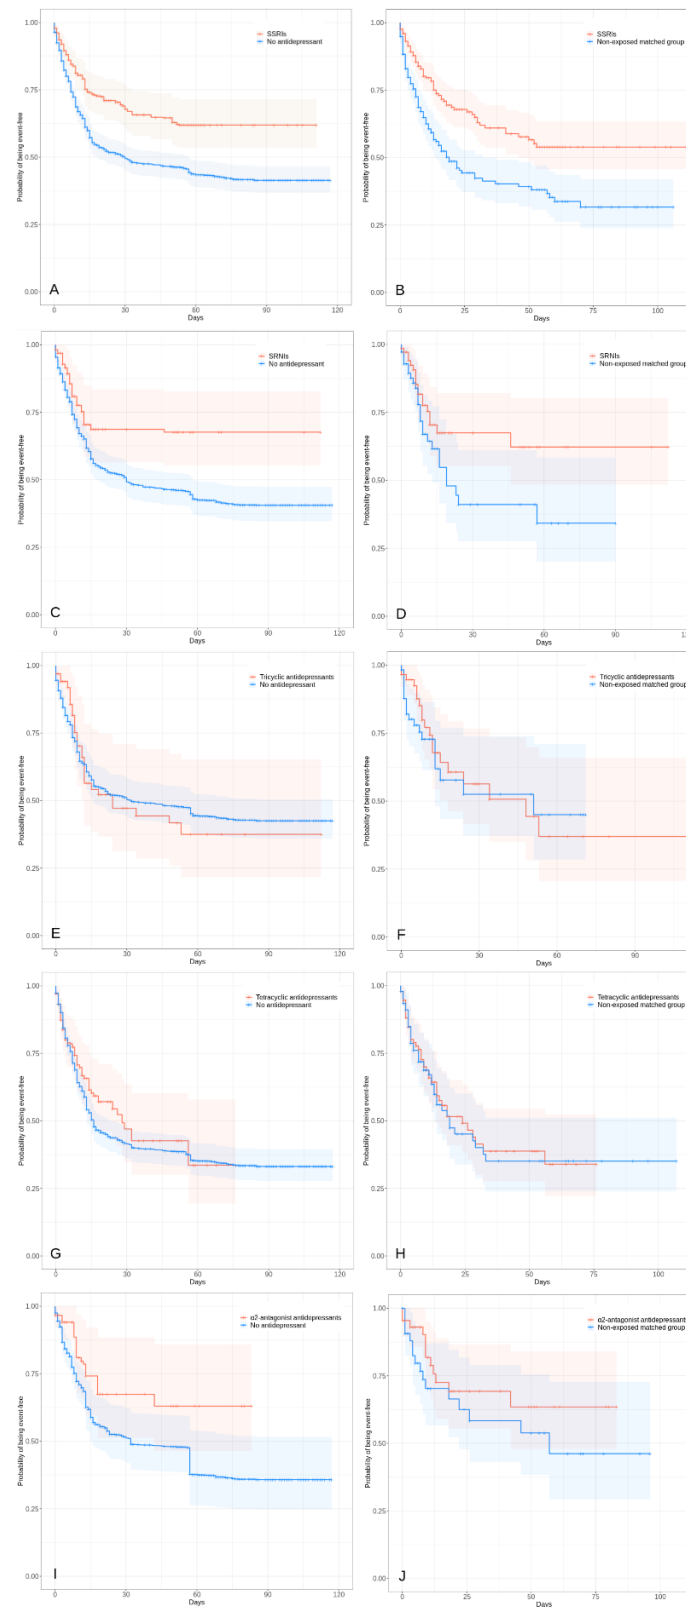 SSRIs
No antidepressant
Probability of being event-free
1.00
0.75
0.50
0.25
0.00
A
0 30 60 90 120
Days
SSRIs
Non-exposed matched group
Probability of being event-free
1.00
0.75
0.50
0.25
0.00
B
0 25 50 75 100
Days
SRNIs
No antidepressant
Probability of being event-free
1.00
0.75
0.50
0.25
0.00
C
0 30 60 90 120
Days
SRNIs
Non-exposed matched group
Probability of being event-free
1.00
0.75
0.50
0.25
0.00
D
0 30 60 90
Days
Tricyclic antidepressants
No antidepressant
Probability of being event-free
1.00
0.75
0.50
0.25
0.00
E
0 30 60 90 120
Days
Tricyclic antidepressants
Non-exposed matched group
Probability of being event-free
1.00
0.75
0.50
0.25
0.00
F
0 30 60 90
Days
Tetracyclic antidepressants
No antidepressant
Probability of being event-free
1.00
0.75
0.50
0.25
0.00
G
0 30 60 90 120
Days
Tetracyclic antidepressants
Non-exposed matched group
Probability of being event-free
1.00
0.75
0.50
0.25
0.00
H
0 25 50 75
Days
α2-antagonist antidepressants
No antidepressant
Probability of being event-free
1.00
0.75
0.50
0.25
0.00
I
0 30 60 90 120
Days
α2-antagonist antidepressants
Non-exposed matched group
Probability of being event-free
1.00
0.75
0.50
0.25
0.00
J
0 25 50 75 100
Days